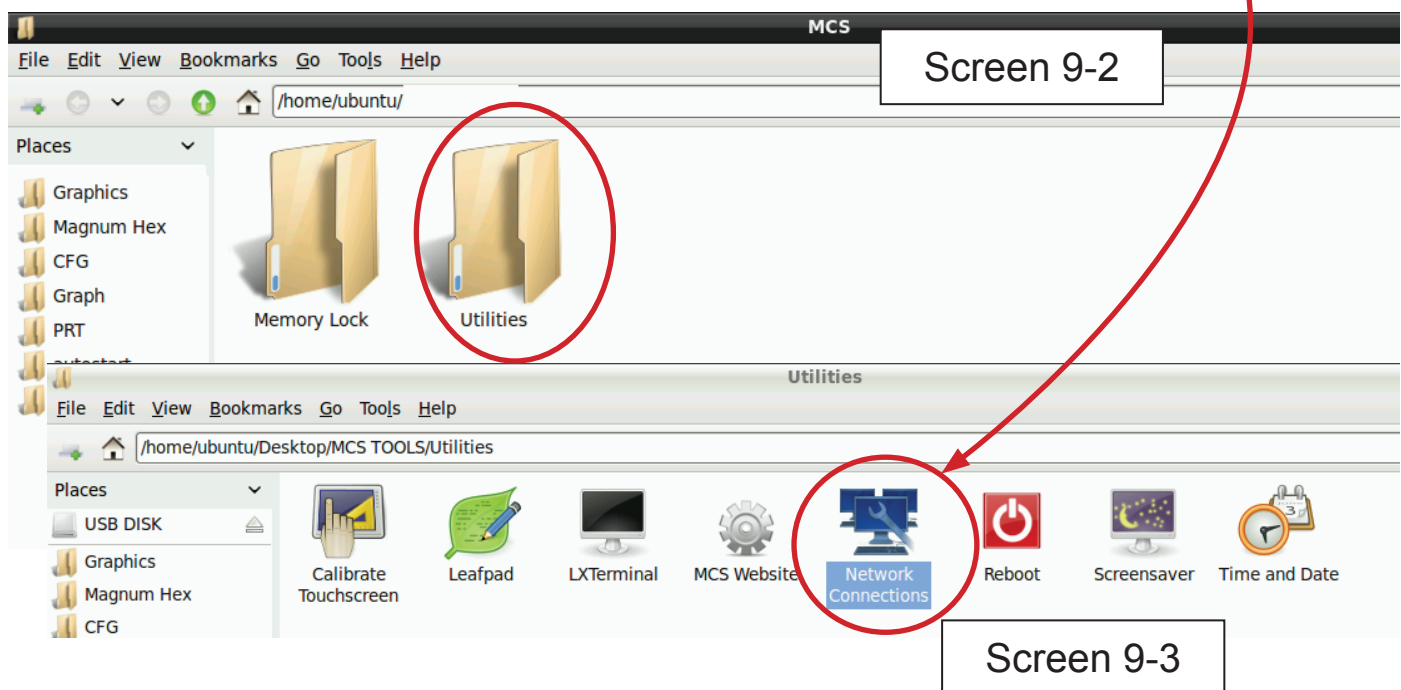 MCS
Screen 9-2
File Edit View Bookmarks Go Tools Help
/home/ubuntu/
Places
Graphics
Magnum Hex
CFG
Graph
PRT
autostart
Memory Lock
Utilities
Utilities
File Edit View Bookmarks Go Tools Help
/home/ubuntu/Desktop/MCS TOOLS/Utilities
Places
USB DISK
Graphics
Magnum Hex
CFG
Calibrate
Touchscreen
Leafpad
LXTerminal
MCS Website
Network
Connections
Reboot
Screensaver
Time and Date
Screen 9-3